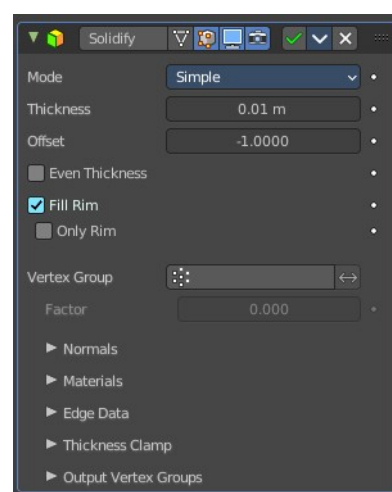 Solidify
Mode Simple
Thickness 0.01 m
Offset -1.0000
Even Thickness
Fill Rim
Only Rim
Vertex Group
Factor 0.000
Normals
Materials
Edge Data
Thickness Clamp
Output Vertex Groups